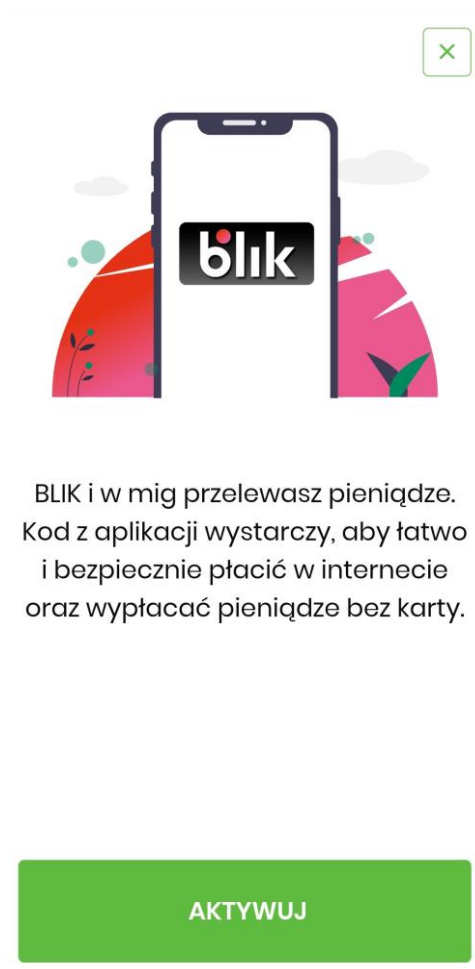 blik
BLIK i w mig przelewasz pieniądze.
Kod z aplikacji wystarczy, aby łatwo
i bezpiecznie płacić w internecie
oraz wypłacać pieniądze bez karty.
AKTYWUJ